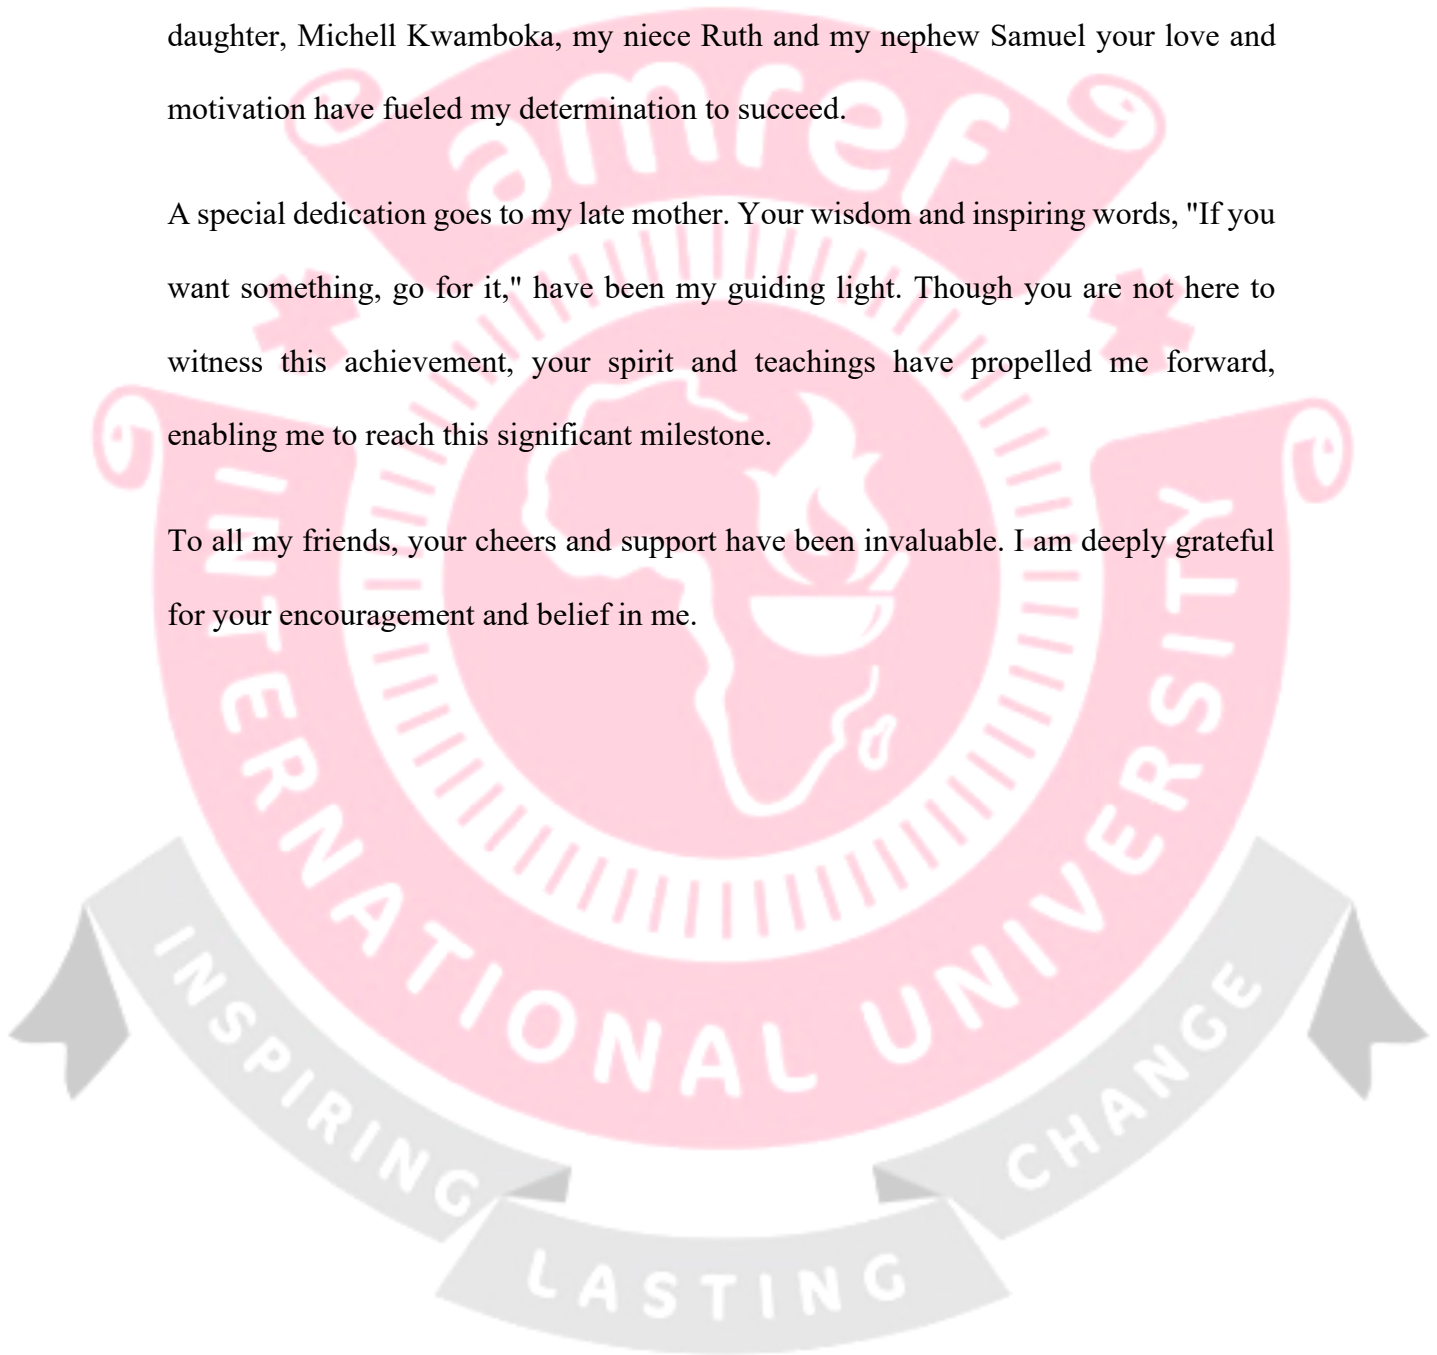 daughter, Michell Kwamboka, my niece Ruth and my nephew Samuel your love and
motivation have fueled my determination to succeed.
A special dedication goes to my late mother. Your wisdom and inspiring words, "If you
want something, go for it," have been my guiding light. Though you are not here to
witness this achievement, your spirit and teachings have propelled me forward,
enabling me to reach this significant milestone.
To all my friends, your cheers and support have been invaluable. I am deeply grateful
for your encouragement and belief in me.
amref
INTERNATIONAL UNIVERSITY
INSPIRING
LASTING
CHANGE